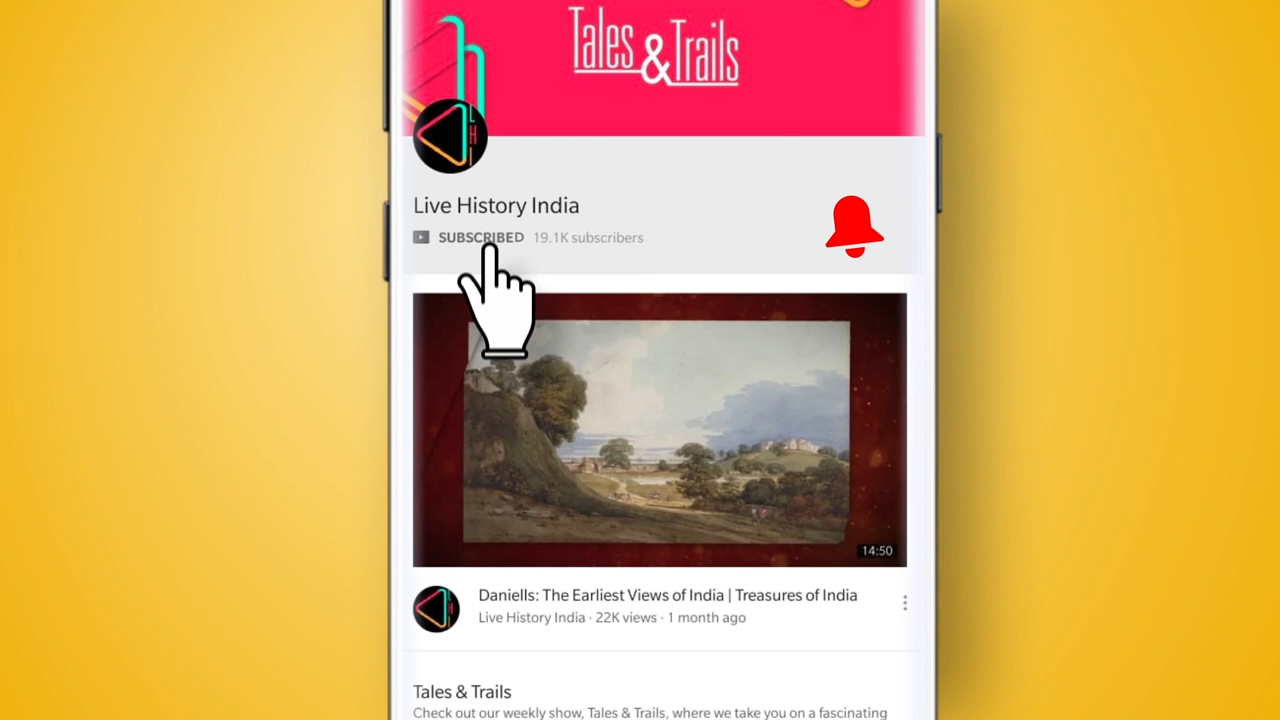 Tales & Trails
Live History India
SUBSCRIBED 19.1K subscribers
14:50
Daniells: The Earliest Views of India | Treasures of India
Live History India · 22K views · 1 month ago
Tales & Trails
Check out our weekly show, Tales & Trails, where we take you on a fascinating